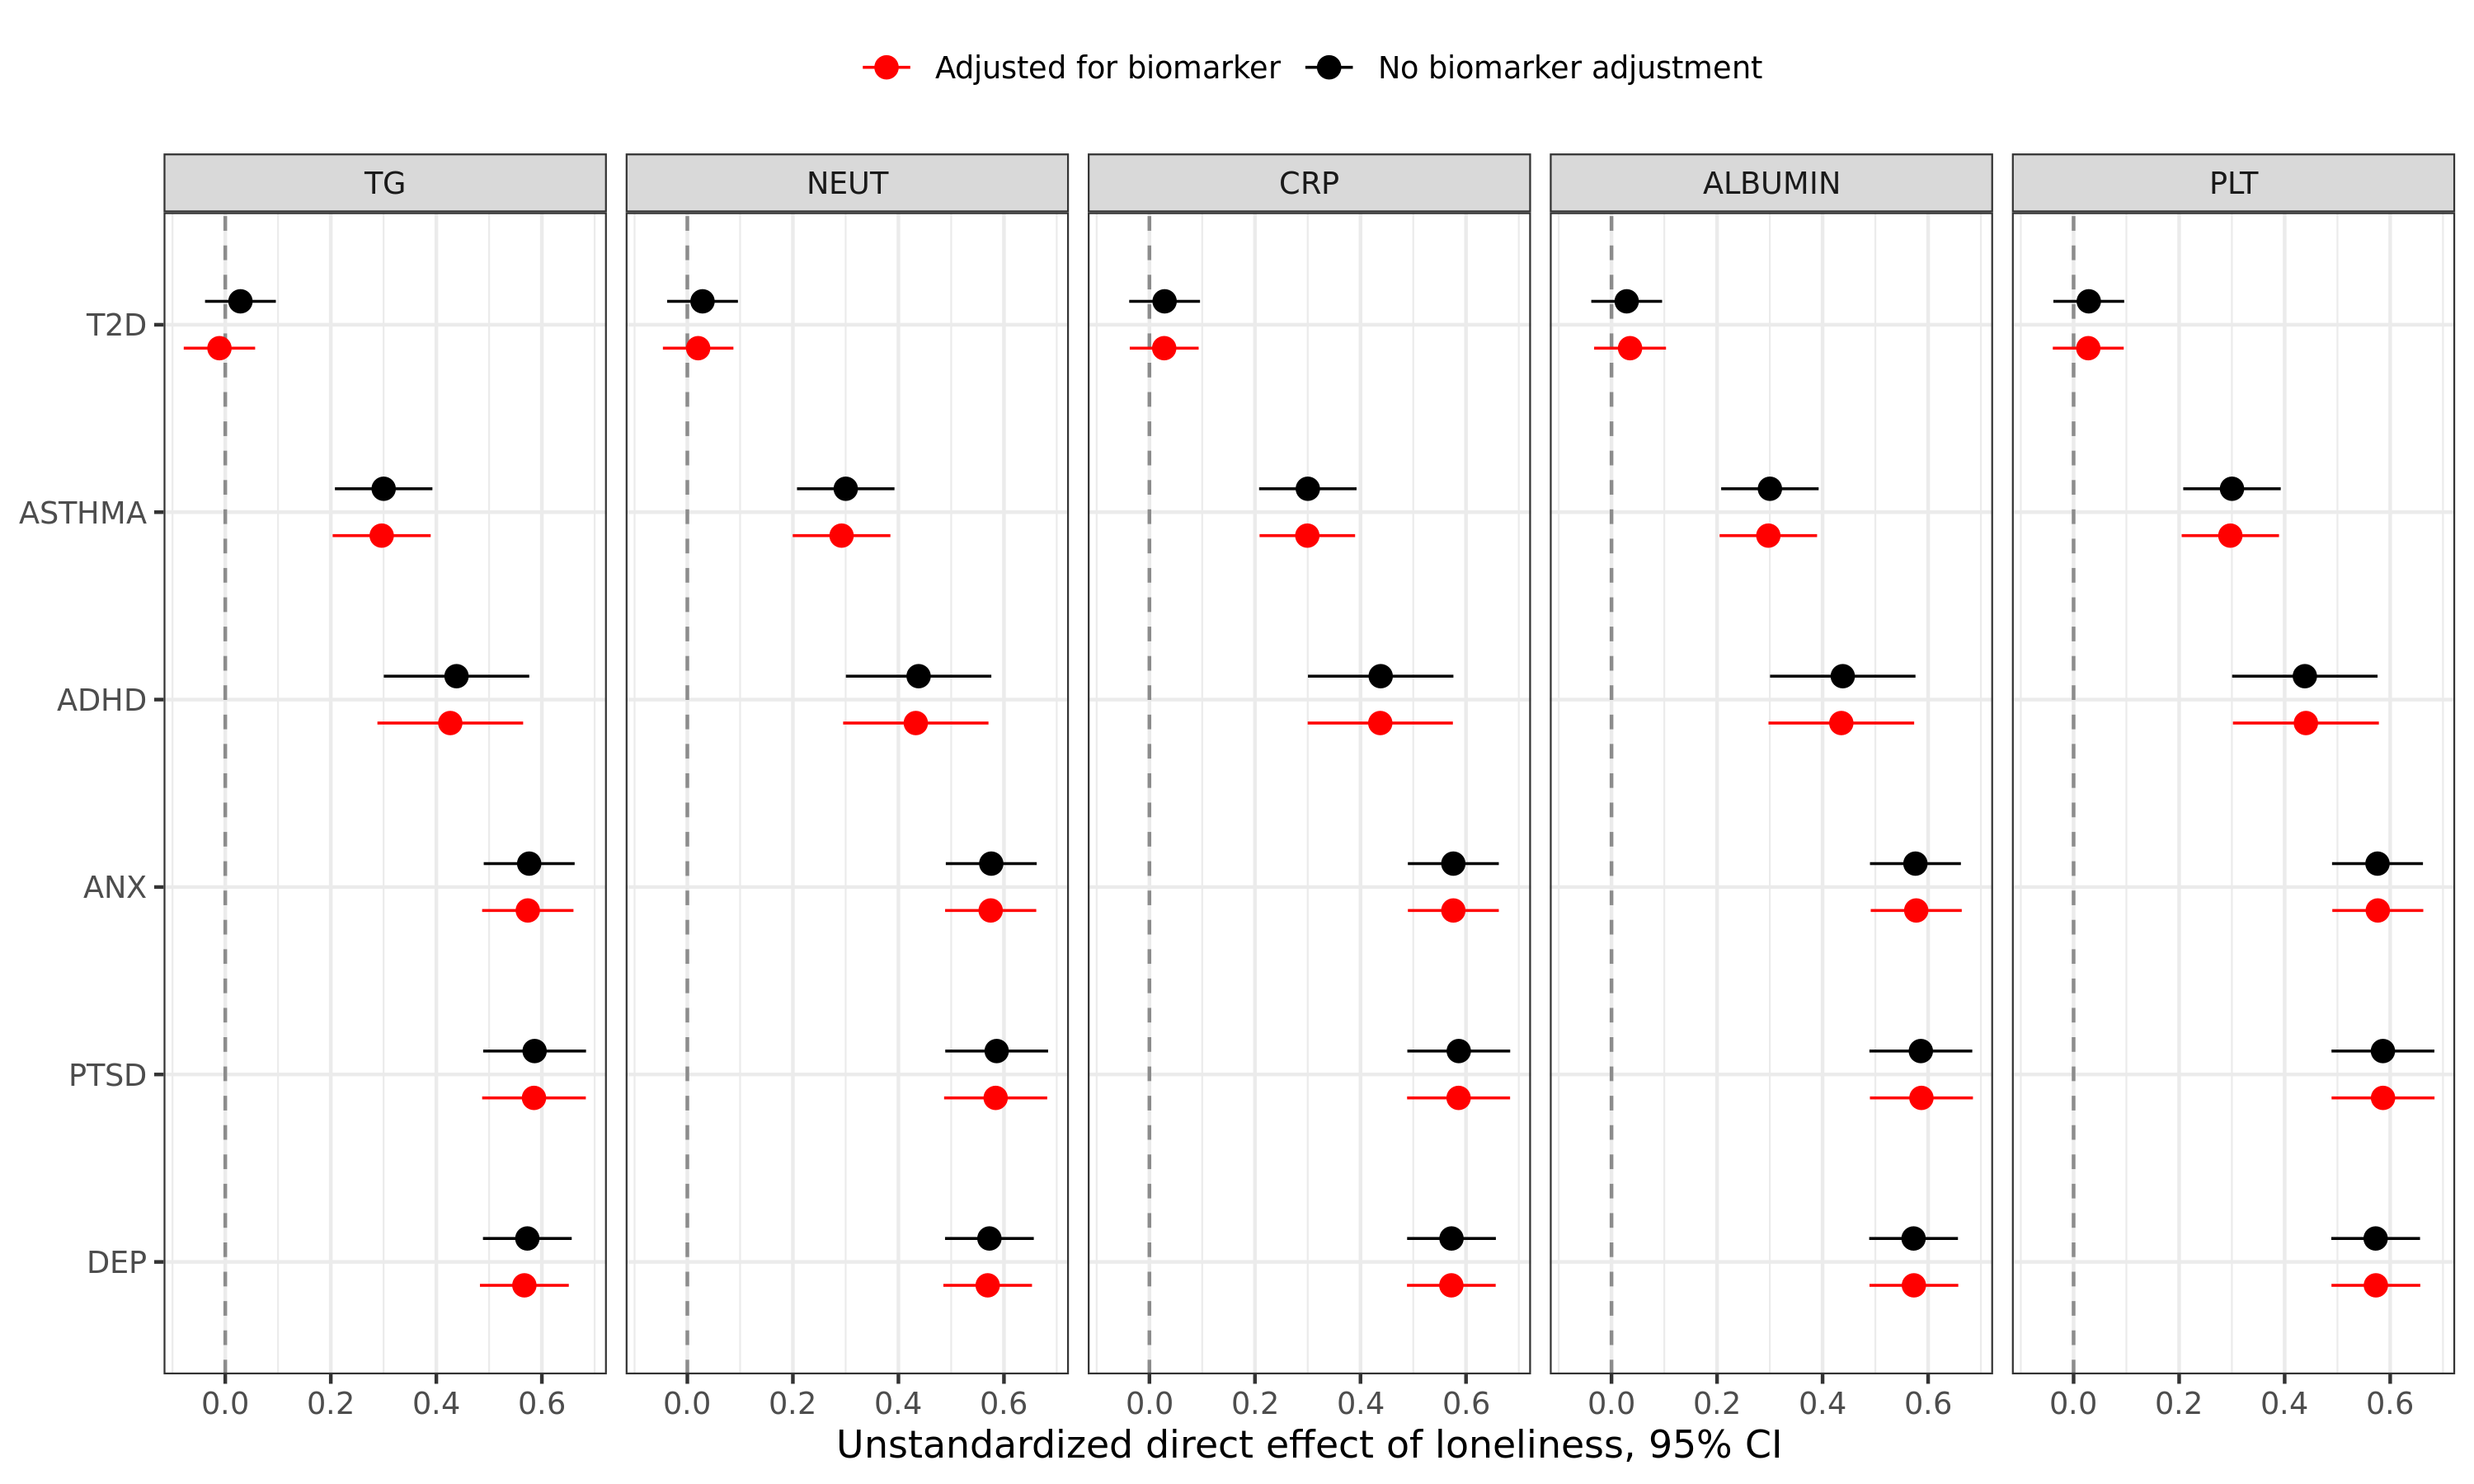 Adjusted for biomarker No biomarker adjustment
TG NEUT CRP ALBUMIN PLT
T2D
ASTHMA
ADHD
ANX
PTSD
DEP
0.0 0.2 0.4 0.6 0.0 0.2 0.4 0.6 0.0 0.2 0.4 0.6 0.0 0.2 0.4 0.6 0.0 0.2 0.4 0.6
Unstandardized direct effect of loneliness, 95% CI